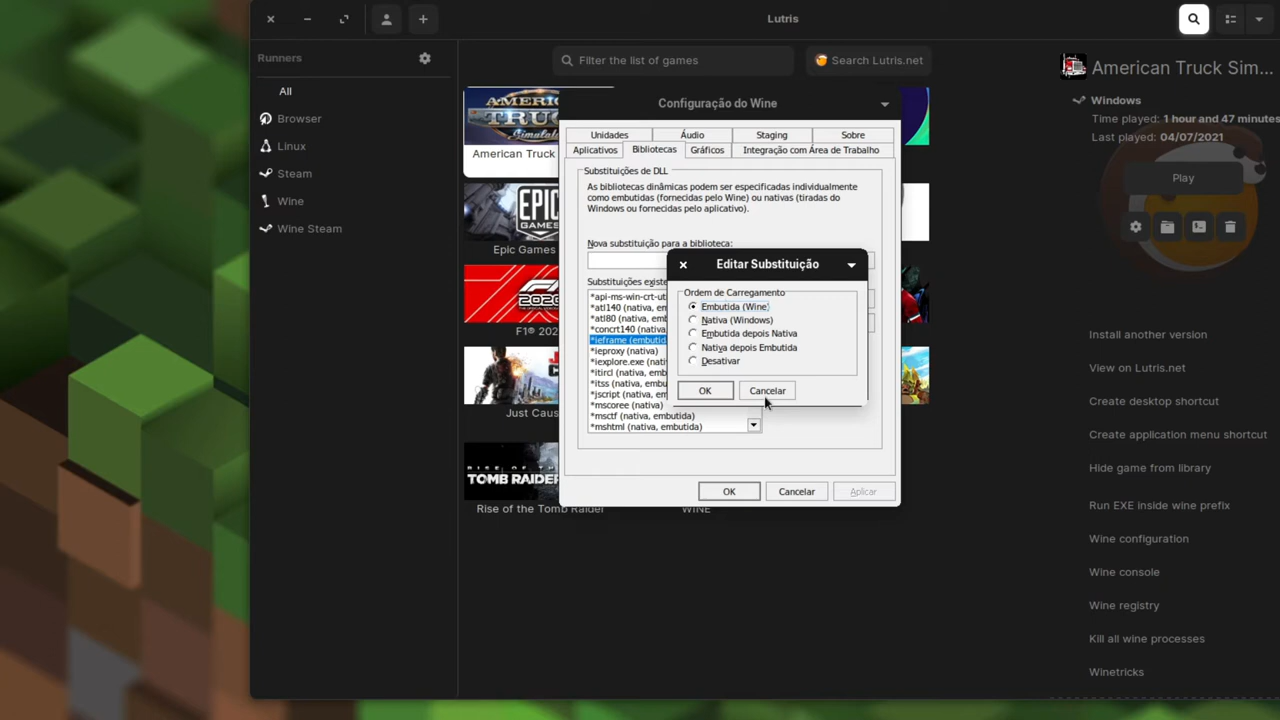 Lutris
Runners
Filter the list of games
Search Lutris.net
All
Browser
Linux
Steam
Wine
Wine Steam
American Truck
EPIC
GAMES
Epic Games
F1® 202
Just Caus
RISE OF THE
TOMB RAIDER
Rise of the Tomb Raider
WINE
Configuração do Wine
Unidades
Áudio
Staging
Sobre
Aplicativos
Bibliotecas
Gráficos
Integração com Área de Trabalho
Substituições de DLL
As bibliotecas dinâmicas podem ser especificadas individualmente
como embutidas (fornecidas pelo Wine) ou nativas (tiradas do
Windows ou fornecidas pelo aplicativo).
Nova substituição para a biblioteca:
Substituições existe
*api-ms-win-crt-ut
*atl140 (nativa, em
*atl80 (nativa, emb
*concrt140 (nativa,
*ieframe (embutida
*ieproxy (nativa)
*iexplore.exe (nati
*itircl (nativa, emb
*itss (nativa, embu
*jscript (nativa, em
*mscoree (nativa)
*msctf (nativa, embutida)
*mshtml (nativa, embutida)
OK
Cancelar
Aplicar
Editar Substituição
Ordem de Carregamento
Embutida (Wine)
Nativa (Windows)
Embutida depois Nativa
Nativa depois Embutida
Desativar
OK
Cancelar
American Truck Sim...
Windows
Time played: 1 hour and 47 minutes
Last played: 04/07/2021
Play
Install another version
View on Lutris.net
Create desktop shortcut
Create application menu shortcut
Hide game from library
Run EXE inside wine prefix
Wine configuration
Wine console
Wine registry
Kill all wine processes
Winetricks